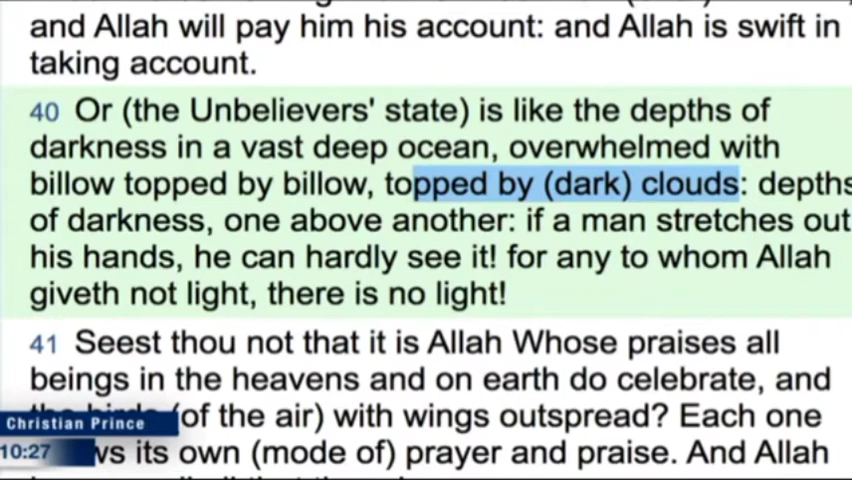 and Allah will pay him his account: and Allah is swift in
taking account.
40 Or (the Unbelievers' state) is like the depths of
darkness in a vast deep ocean, overwhelmed with
billow topped by billow, topped by (dark) clouds: depths
of darkness, one above another: if a man stretches out
his hands, he can hardly see it! for any to whom Allah
giveth not light, there is no light!
41 Seest thou not that it is Allah Whose praises all
beings in the heavens and on earth do celebrate, and
(of the air) with wings outspread? Each one
its own (mode of) prayer and praise. And Allah
Christian Prince
10:27